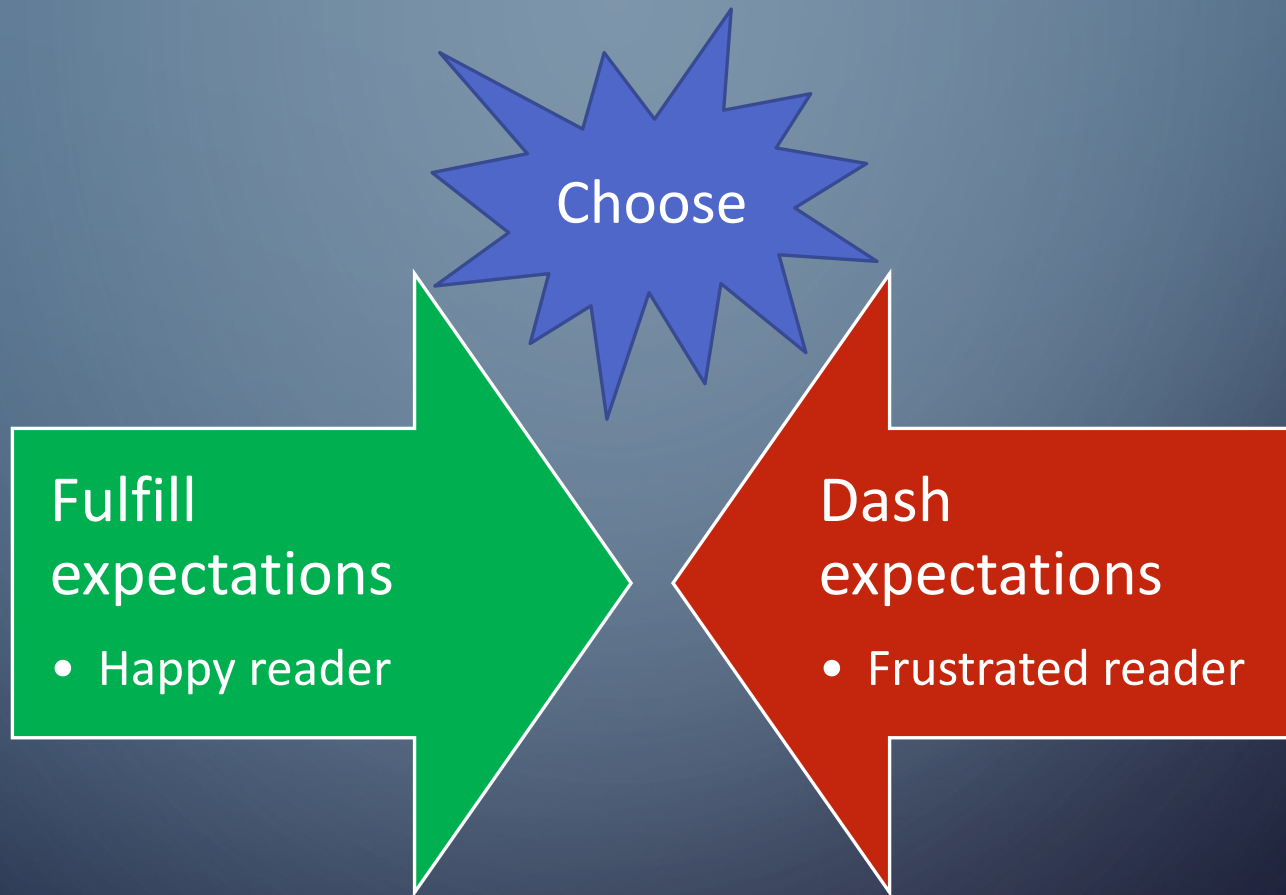 Choose
Fulfill
expectations
• Happy reader
Dash
expectations
• Frustrated reader